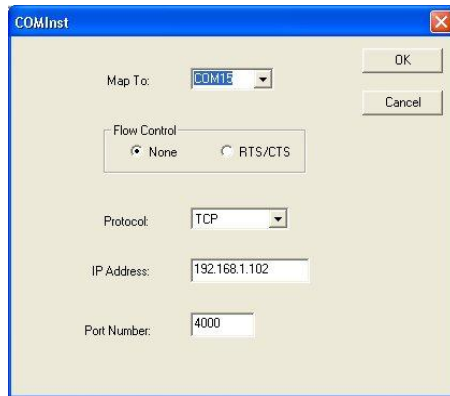 COMInst
Map To: COM15
OK
Cancel
Flow Control
None RTS/CTS
Protocol: TCP
IP Address: 192.168.1.102
Port Number: 4000